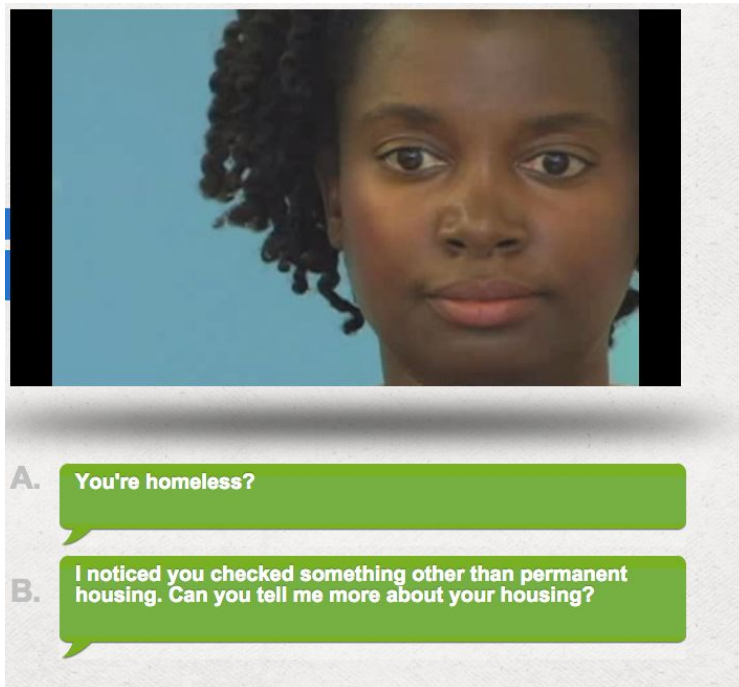 A.
You're homeless?
B.
I noticed you checked something other than permanent
housing. Can you tell me more about your housing?